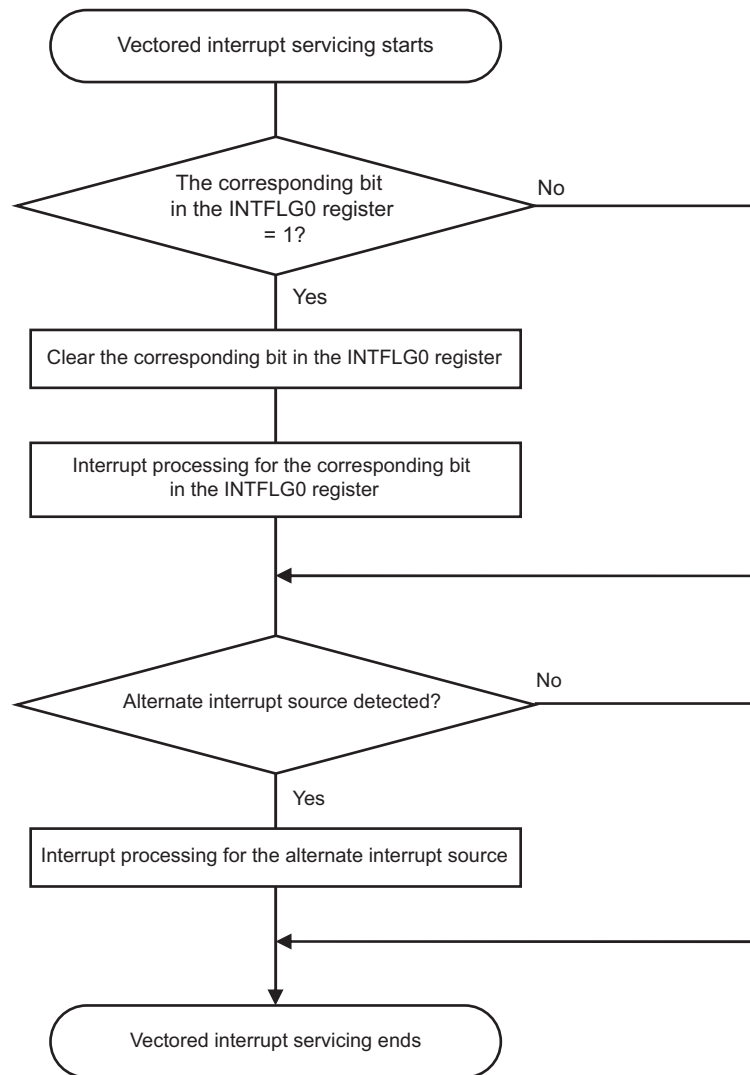 Vectored interrupt servicing starts
The corresponding bit
in the INTFLG0 register
= 1?
No
Yes
Clear the corresponding bit in the INTFLG0 register
Interrupt processing for the corresponding bit
in the INTFLG0 register
Alternate interrupt source detected?
No
Yes
Interrupt processing for the alternate interrupt source
Vectored interrupt servicing ends